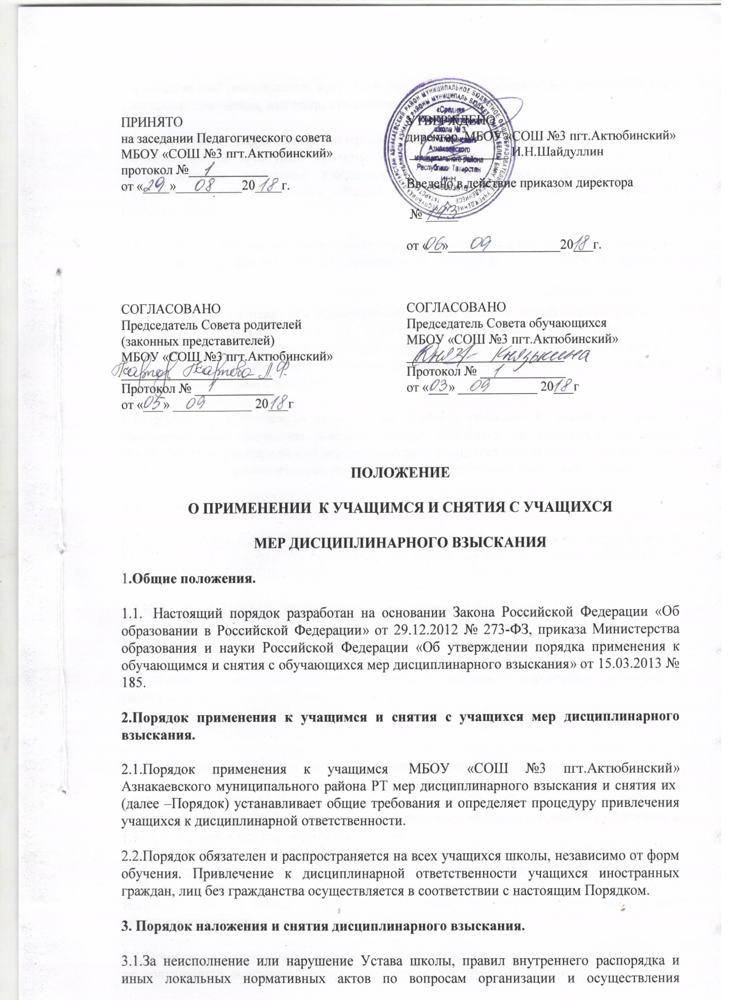 ПРИНЯТО
на заседании Педагогического совета
МБОУ «СОШ №3 пгт.Актюбинский»
протокол № 1
от «29» 08 2018г.
УТВЕРЖДЕНО
директор МБОУ «СОШ №3 пгт.Актюбинский»
И.Н.Шайдуллин
Введено в действие приказом директора
№ 113
от «06» 09 2018г.
«Средняя
общеобразовательная
школа № 3
Актюбинский»
Азнакаевского
муниципального района
Республики Татарстан
ИНН
СОГЛАСОВАНО
Председатель Совета родителей
(законных представителей)
МБОУ «СОШ №3 пгт.Актюбинский»
Протокол № 1
от «05» 09 2018г
СОГЛАСОВАНО
Председатель Совета обучающихся
МБОУ «СОШ №3 пгт.Актюбинский»
Князькина
Протокол № 1
от «03» 09 2018г
ПОЛОЖЕНИЕ
О ПРИМЕНЕНИИ К УЧАЩИМСЯ И СНЯТИЯ С УЧАЩИХСЯ
МЕР ДИСЦИПЛИНАРНОГО ВЗЫСКАНИЯ
1.Общие положения.
1.1. Настоящий порядок разработан на основании Закона Российской Федерации «Об
образовании в Российской Федерации» от 29.12.2012 № 273-ФЗ, приказа Министерства
образования и науки Российской Федерации «Об утверждении порядка применения к
обучающимся и снятия с обучающихся мер дисциплинарного взыскания» от 15.03.2013 №
185.
2.Порядок применения к учащимся и снятия с учащихся мер дисциплинарного
взыскания.
2.1.Порядок применения к учащимся МБОУ «СОШ №3 пгт.Актюбинский»
Азнакаевского муниципального района РТ мер дисциплинарного взыскания и снятия их
(далее –Порядок) устанавливает общие требования и определяет процедуру привлечения
учащихся к дисциплинарной ответственности.
2.2.Порядок обязателен и распространяется на всех учащихся школы, независимо от форм
обучения. Привлечение к дисциплинарной ответственности учащихся иностранных
граждан, лиц без гражданства осуществляется в соответствии с настоящим Порядком.
3. Порядок наложения и снятия дисциплинарного взыскания.
3.1.За неисполнение или нарушение Устава школы, правил внутреннего распорядка и
иных локальных нормативных актов по вопросам организации и осуществления